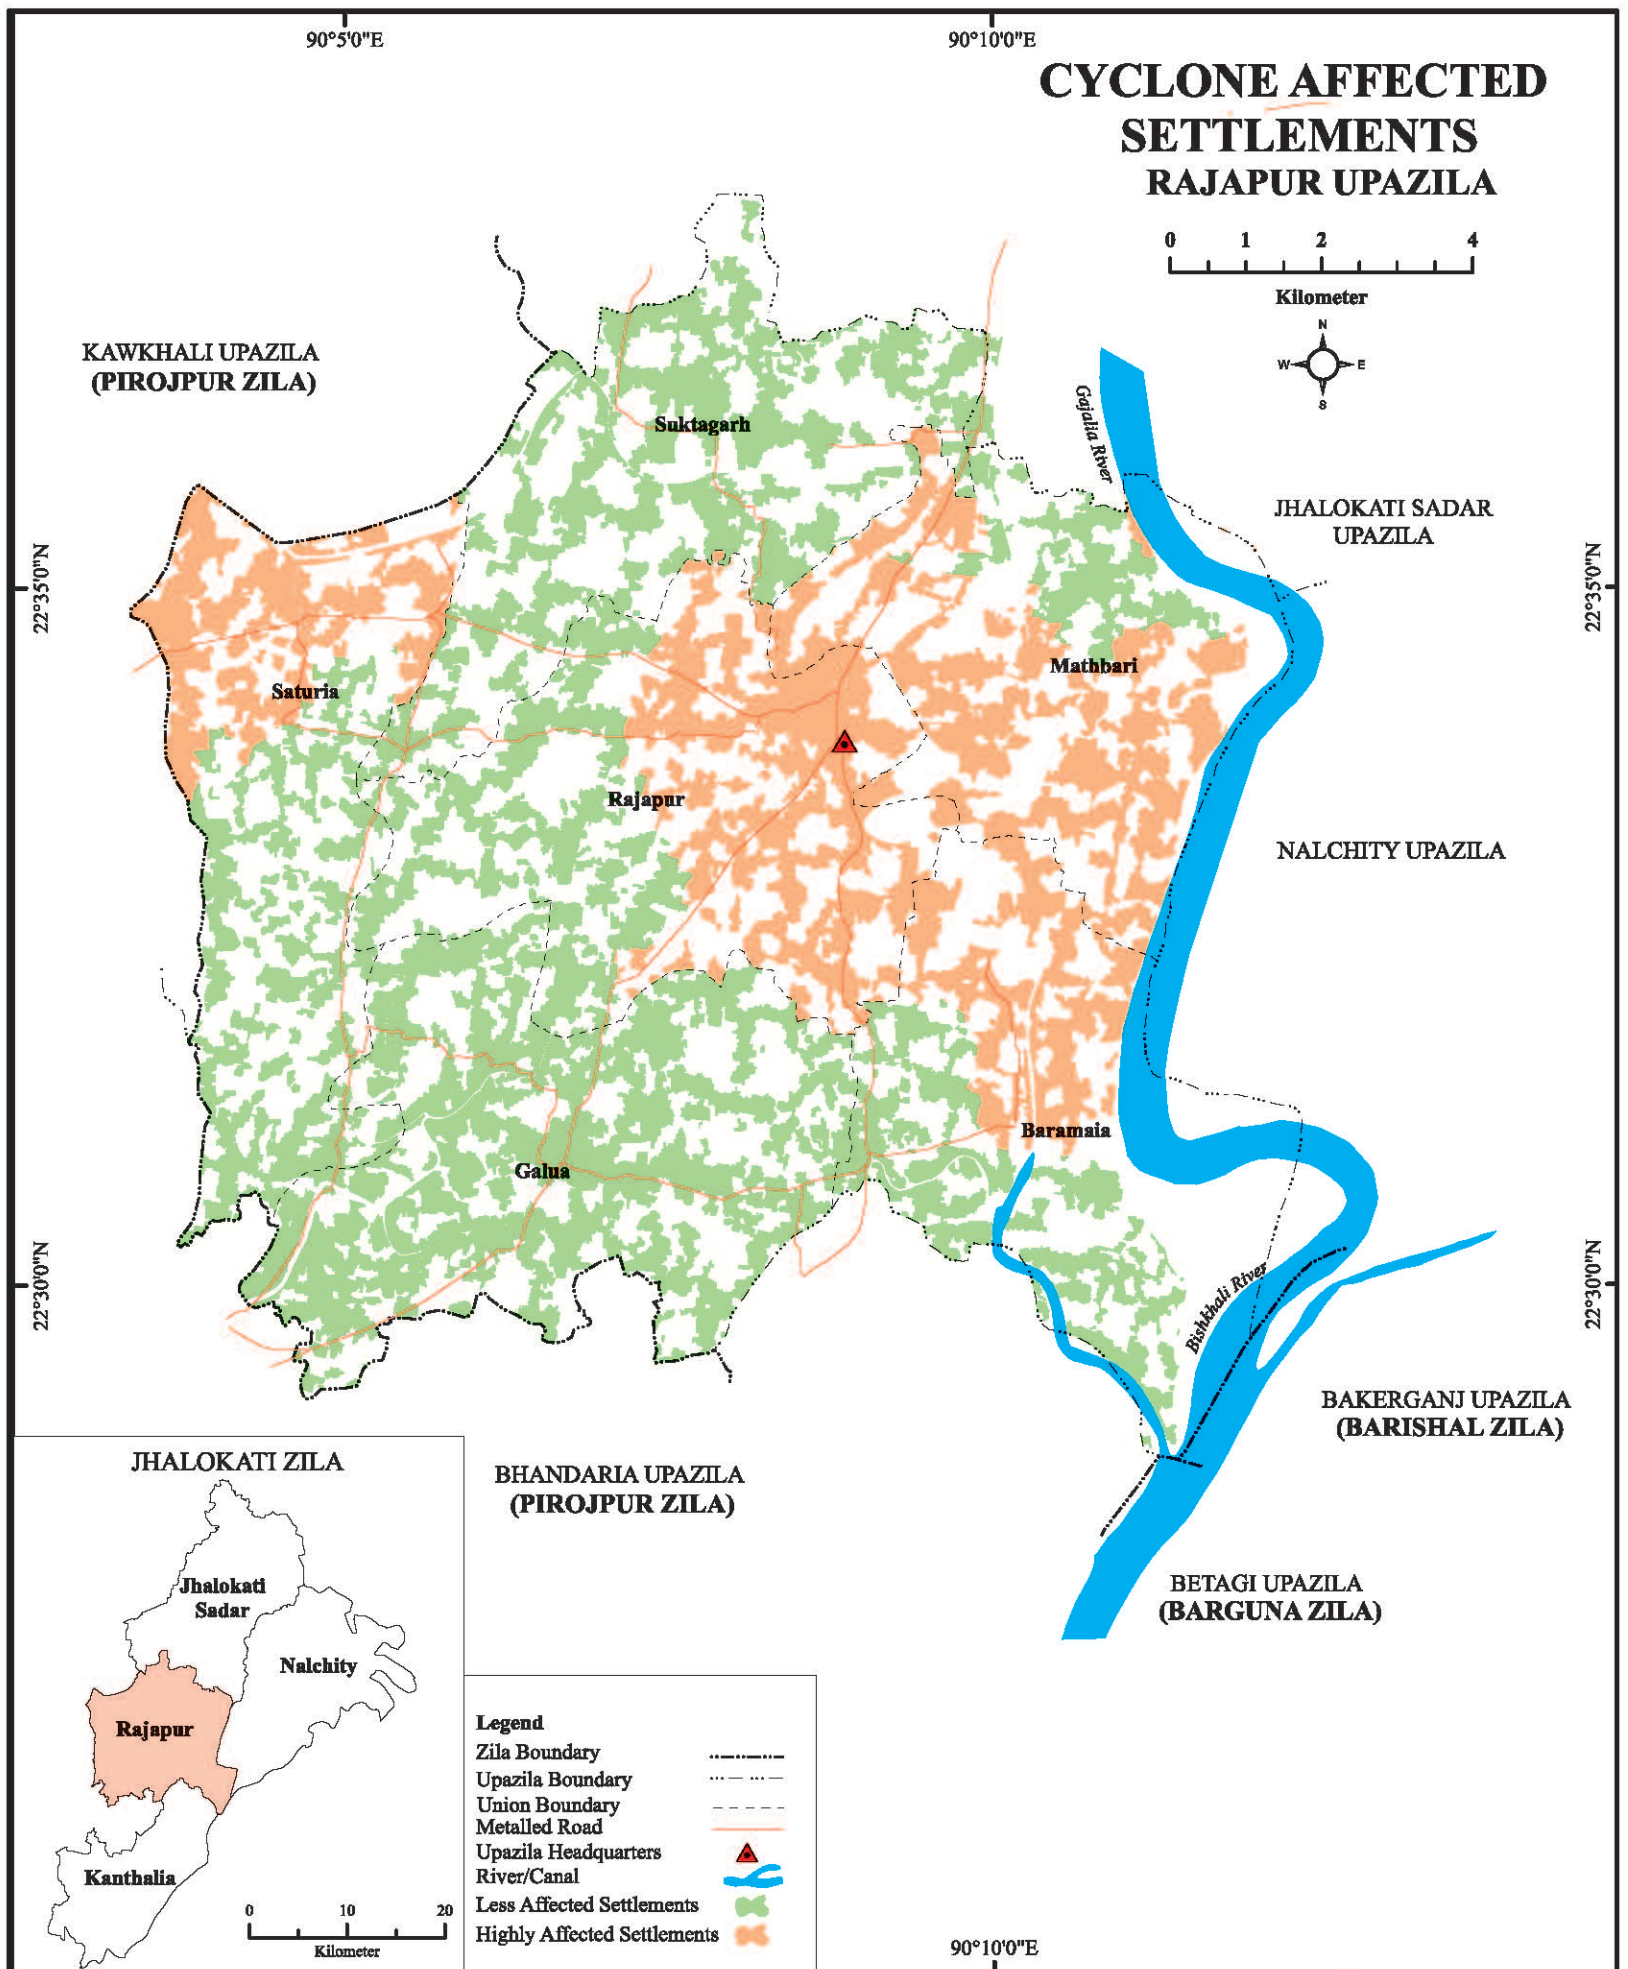 90°5'0"E
90°10'0"E
CYCLONE AFFECTED
SETTLEMENTS
RAJAPUR UPAZILA
0 1 2 4
Kilometer
N
W E
S
KAWKHALI UPAZILA
(PIROJPUR ZILA)
Suktagarh
Gajalia River
JHALOKATI SADAR
UPAZILA
22°35'0"N
22°35'0"N
Saturia
Mathbari
Rajapur
NALCHITY UPAZILA
Baramaia
Galua
22°30'0"N
22°30'0"N
Bishkhali River
BAKERGANJ UPAZILA
(BARISHAL ZILA)
BHANDARIA UPAZILA
(PIROJPUR ZILA)
BETAGI UPAZILA
(BARGUNA ZILA)
JHALOKATI ZILA
Jhalokati
Sadar
Nalchity
Rajapur
Kanthalia
0 10 20
Kilometer
Legend
Zila Boundary
Upazila Boundary
Union Boundary
Metalled Road
Upazila Headquarters
River/Canal
Less Affected Settlements
Highly Affected Settlements
90°10'0"E